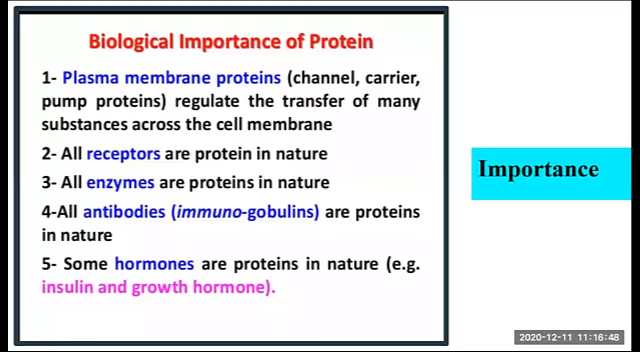 Biological Importance of Protein
1- Plasma membrane proteins (channel, carrier,
pump proteins) regulate the transfer of many
substances across the cell membrane
2- All receptors are protein in nature
3- All enzymes are proteins in nature
4-All antibodies (immuno-gobulins) are proteins
in nature
5- Some hormones are proteins in nature (e.g.
insulin and growth hormone).
Importance
2020-12-11 11:16:48